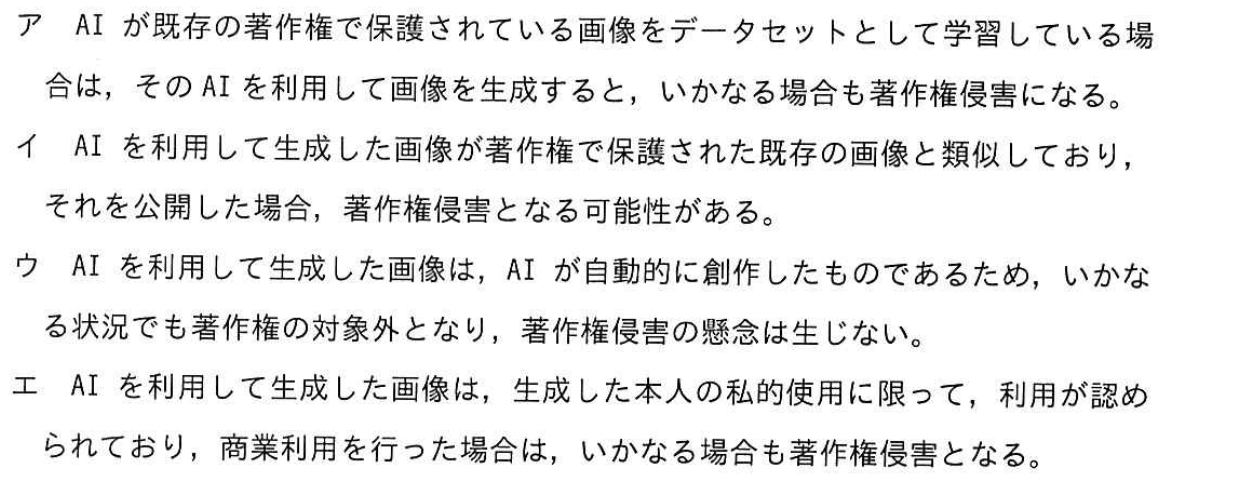 ア　AI が既存の著作権で保護されている画像をデータセットとして学習している場
合は，その AI を利用して画像を生成すると，いかなる場合も著作権侵害になる。
イ　AI を利用して生成した画像が著作権で保護された既存の画像と類似しており，
それを公開した場合，著作権侵害となる可能性がある。
ウ　AI を利用して生成した画像は，AI が自動的に創作したものであるため，いかな
る状況でも著作権の対象外となり，著作権侵害の懸念は生じない。
エ　AI を利用して生成した画像は，生成した本人の私的使用に限って，利用が認め
られており，商業利用を行った場合は，いかなる場合も著作権侵害となる。